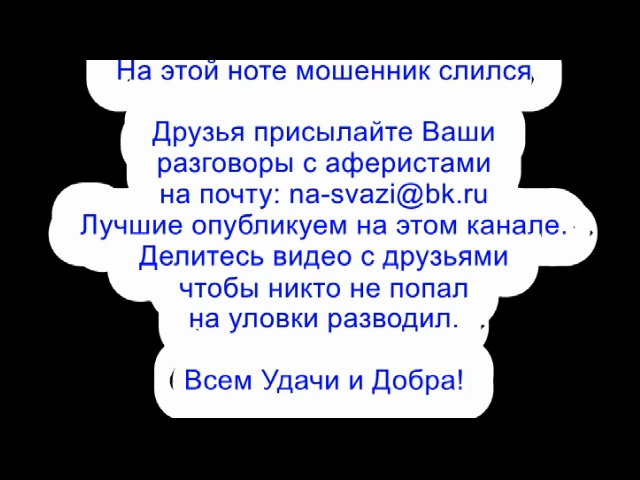 На этой ноте мошенник слился
Друзья присылайте Ваши
разговоры с аферистами
на почту: na-svazi@bk.ru
Лучшие опубликуем на этом канале.
Делитесь видео с друзьями
чтобы никто не попал
на уловки разводил.
Всем Удачи и Добра!